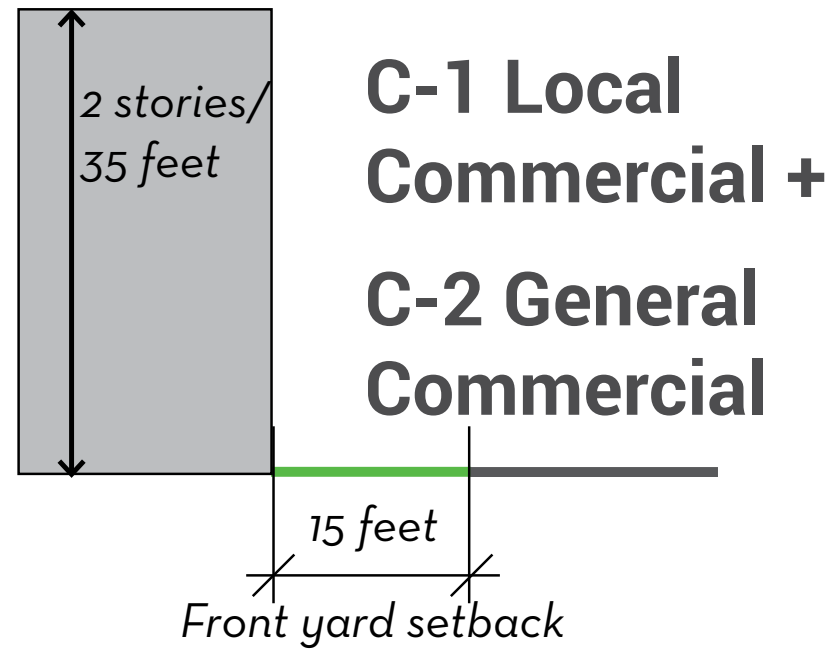 2 stories/
35 feet
C-1 Local
Commercial +
C-2 General
Commercial
15 feet
Front yard setback